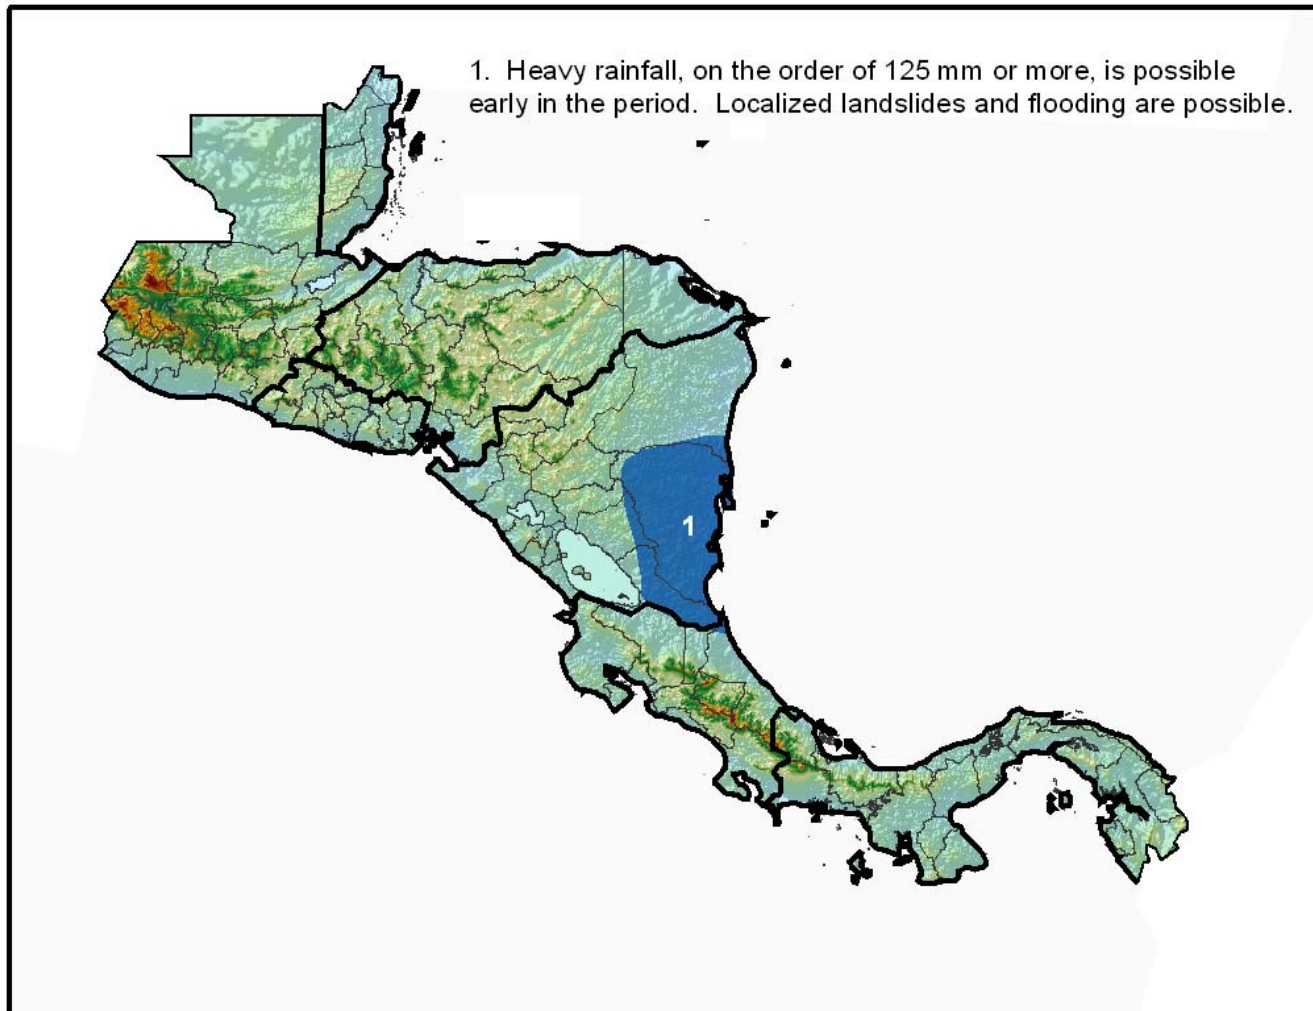 1. Heavy rainfall, on the order of 125 mm or more, is possible
early in the period. Localized landslides and flooding are possible.
1